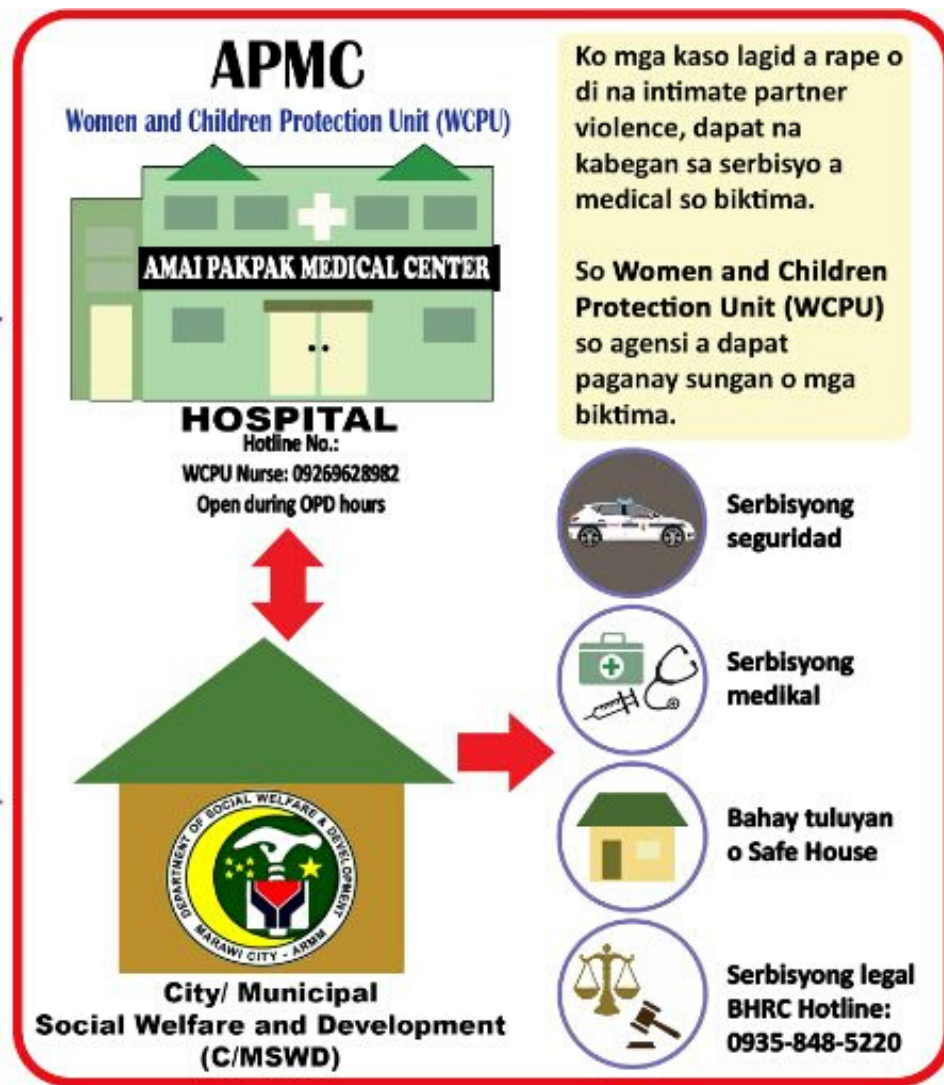 APMC
Women and Children Protection Unit (WCPU)
AMAI PAKPAK MEDICAL CENTER
HOSPITAL
Hotline No.:
WCPU Nurse: 09269628982
Open during OPD hours
Ko mga kaso lagid a rape o
di na intimate partner
violence, dapat na
kabegan sa serbisyo a
medical so biktima.
So Women and Children
Protection Unit (WCPU)
so agensi a dapat
paganay sungan o mga
biktima.
Serbisyong
seguridad
Serbisyong
medikal
Bahay tuluyan
o Safe House
Serbisyong legal
BHRC Hotline:
0935-848-5220
DEPARTMENT OF SOCIAL WELFARE & DEVELOPMENT
MARAWI CITY - ARMM
City/ Municipal
Social Welfare and Development
(C/MSWD)